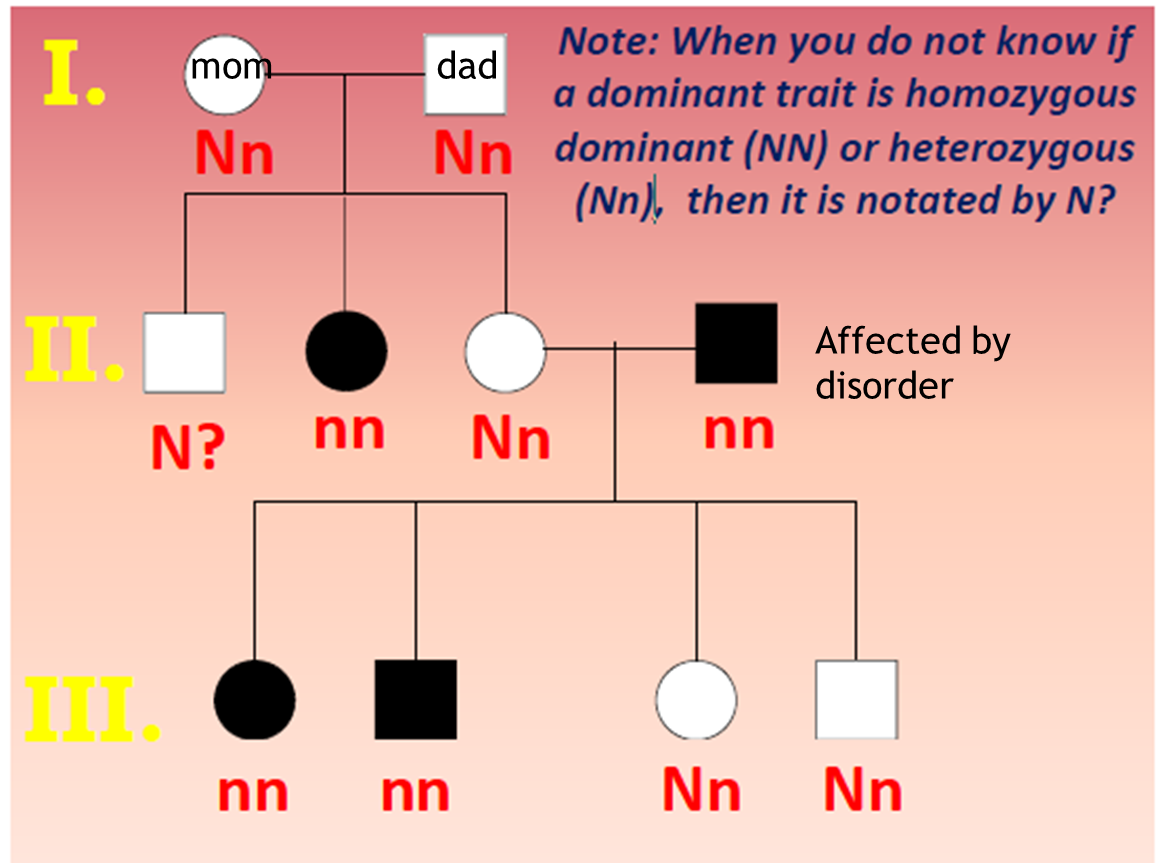 I.
mom
dad
Nn
Nn
Note: When you do not know if
a dominant trait is homozygous
dominant (NN) or heterozygous
(Nn), then it is notated by N?
II.
Affected by
disorder
N?
nn
Nn
nn
III.
nn
nn
Nn
Nn